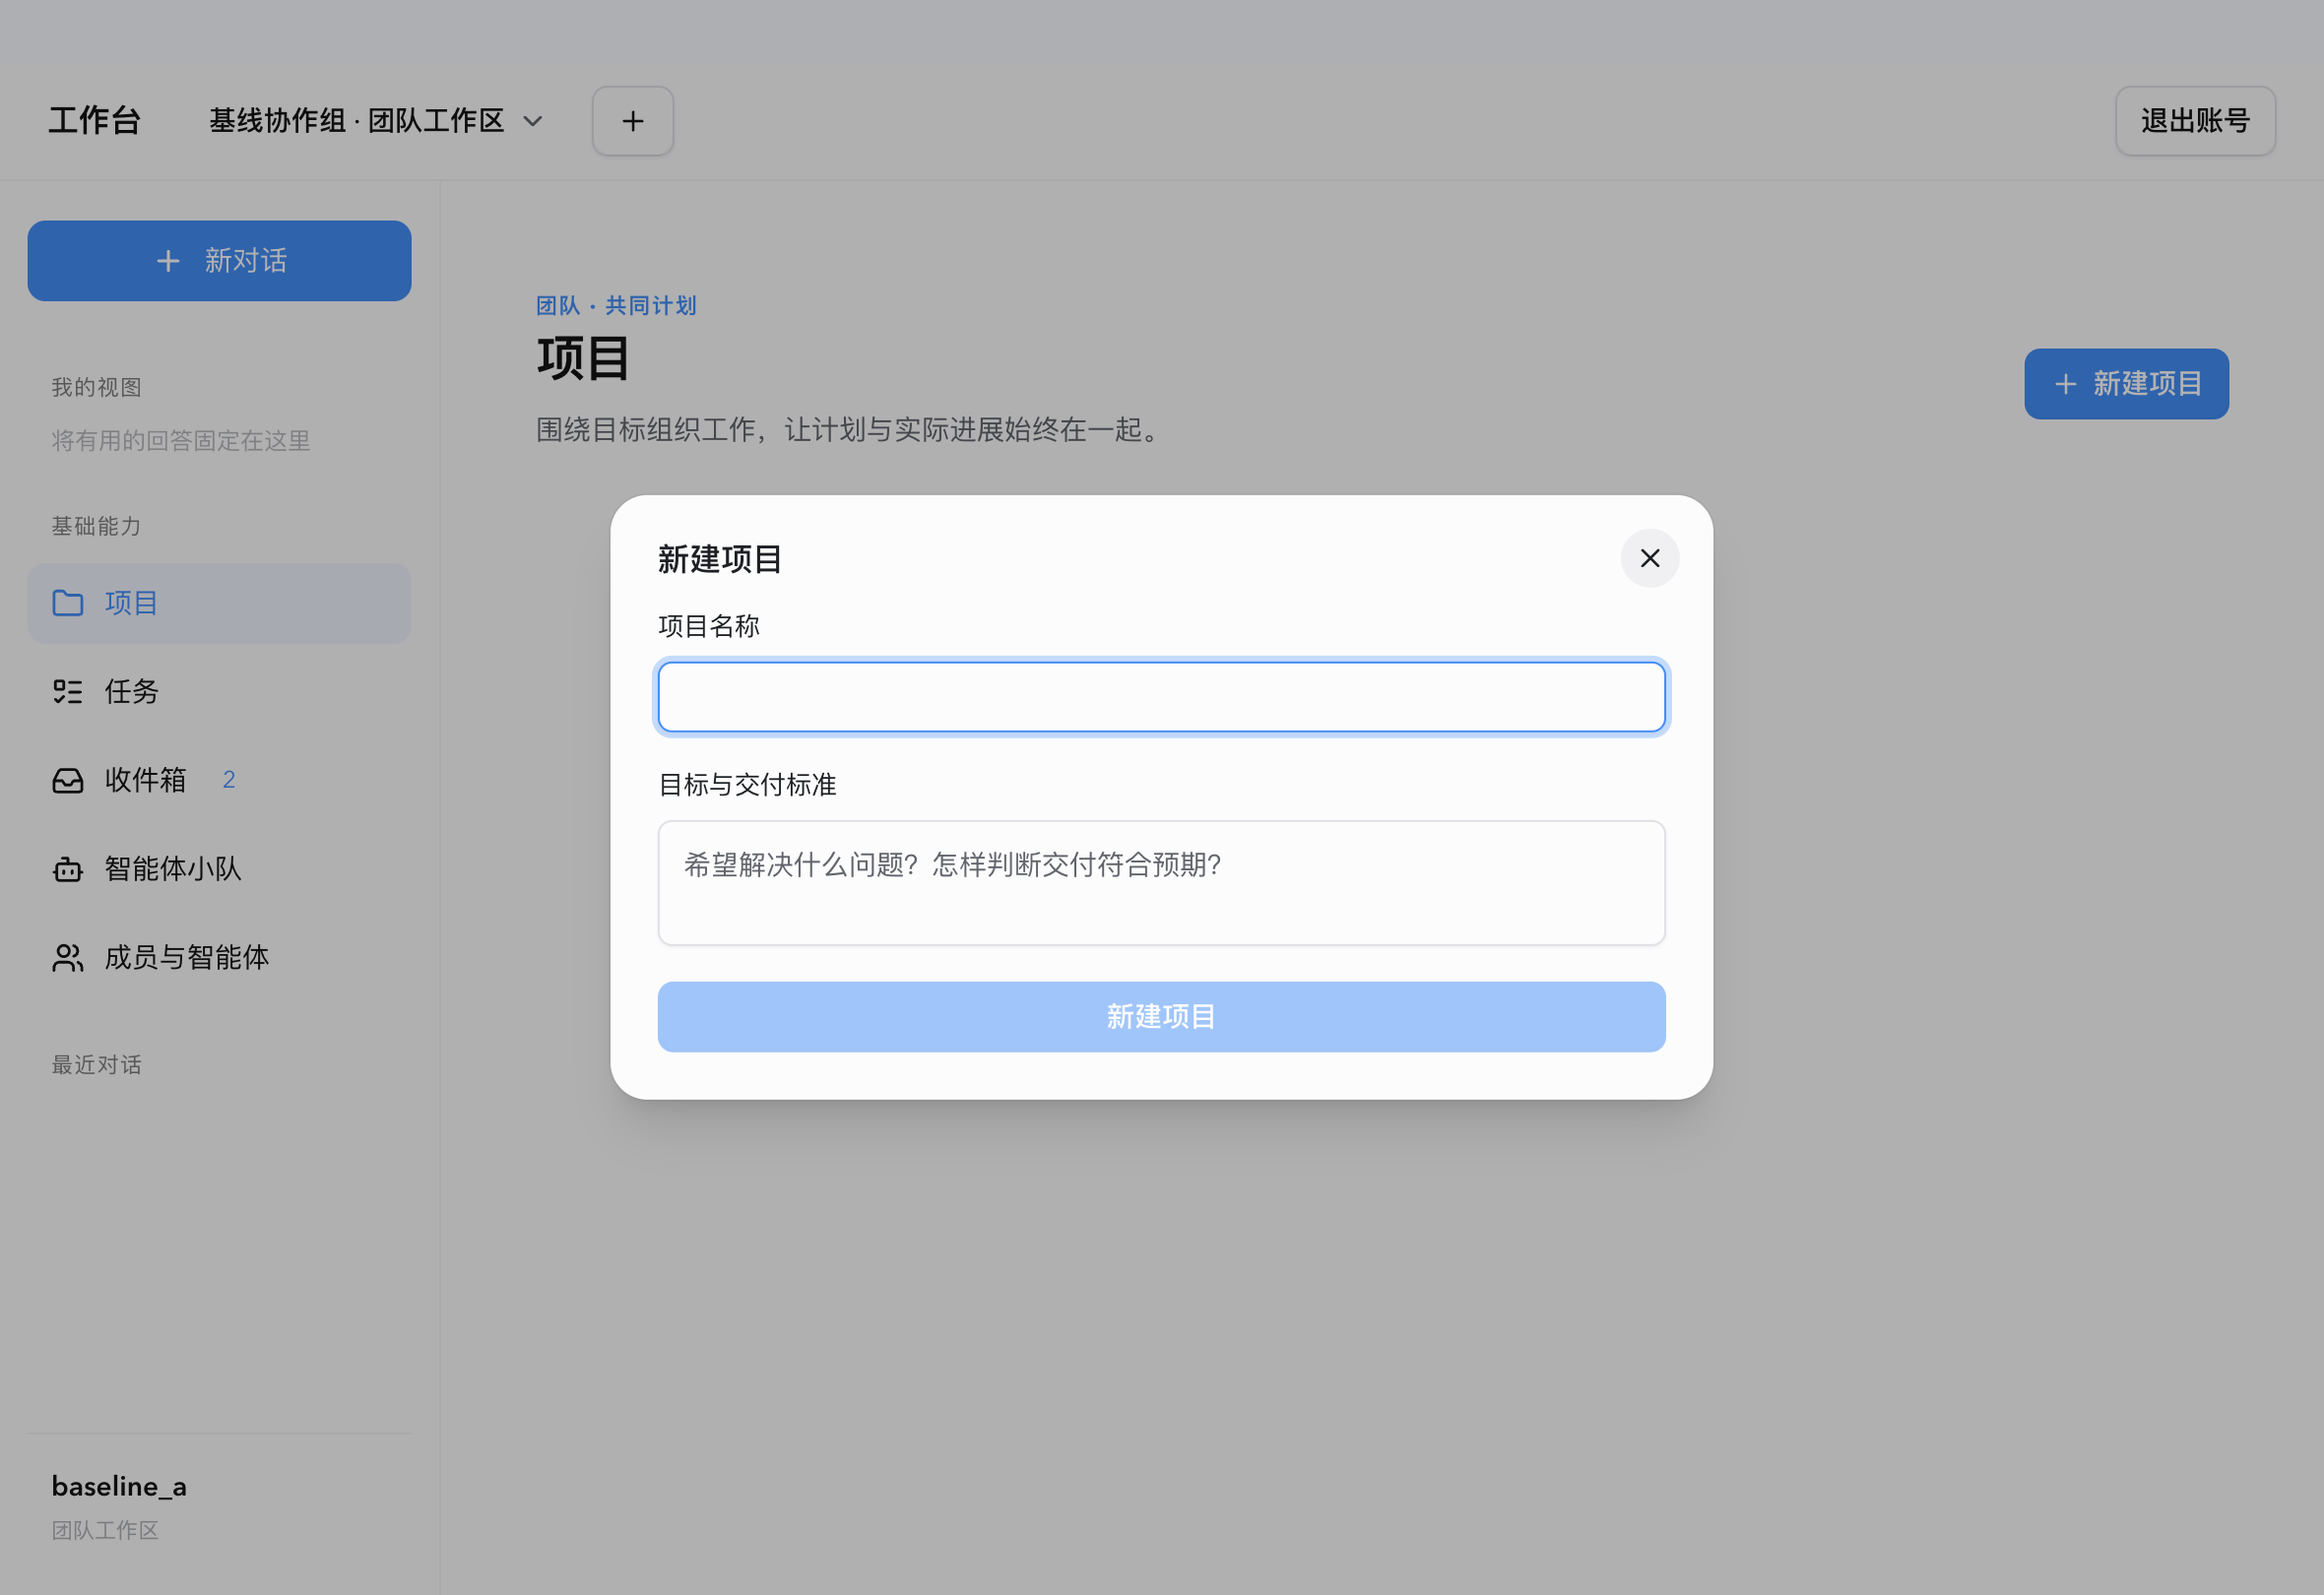 工作台
基线协作组 · 团队工作区
退出账号
新对话
我的视图
将有用的回答固定在这里
基础能力
项目
任务
收件箱 2
智能体小队
成员与智能体
最近对话
baseline_a
团队工作区
团队 · 共同计划
项目
围绕目标组织工作，让计划与实际进展始终在一起。
新建项目
新建项目
项目名称
目标与交付标准
希望解决什么问题？怎样判断交付符合预期？
新建项目